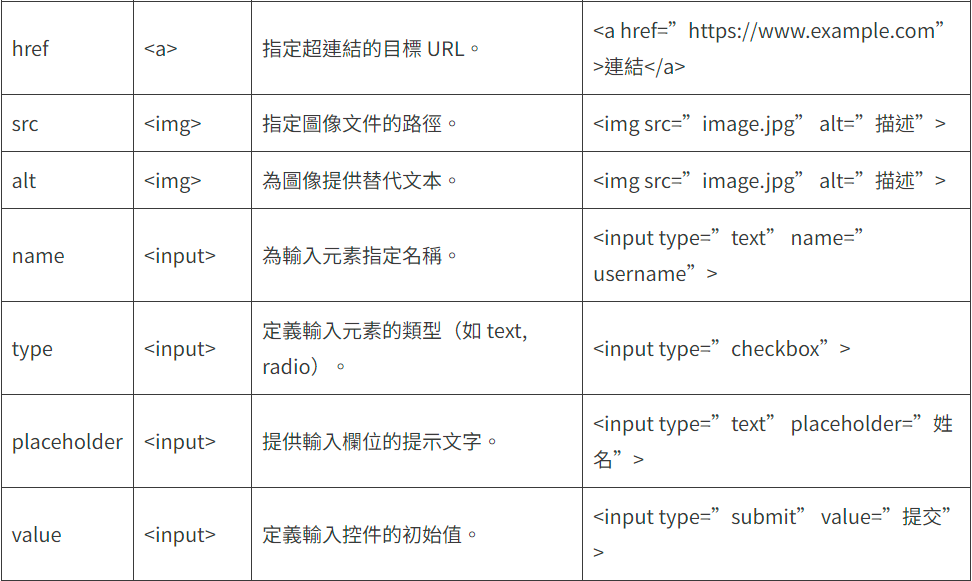 href <a> 指定超連結的目標 URL。 <a href=”https://www.example.com”
>連結</a>
src <img> 指定圖像文件的路徑。 <img src=”image.jpg” alt=”描述”>
alt <img> 為圖像提供替代文本。 <img src=”image.jpg” alt=”描述”>
name <input> 為輸入元素指定名稱。 <input type=”text” name=”
username”>
type <input> 定義輸入元素的類型（如 text,
radio）。 <input type=”checkbox”>
placeholder <input> 提供輸入欄位的提示文字。 <input type=”text” placeholder=”姓
名”>
value <input> 定義輸入控件的初始值。 <input type=”submit” value=”提交”
>